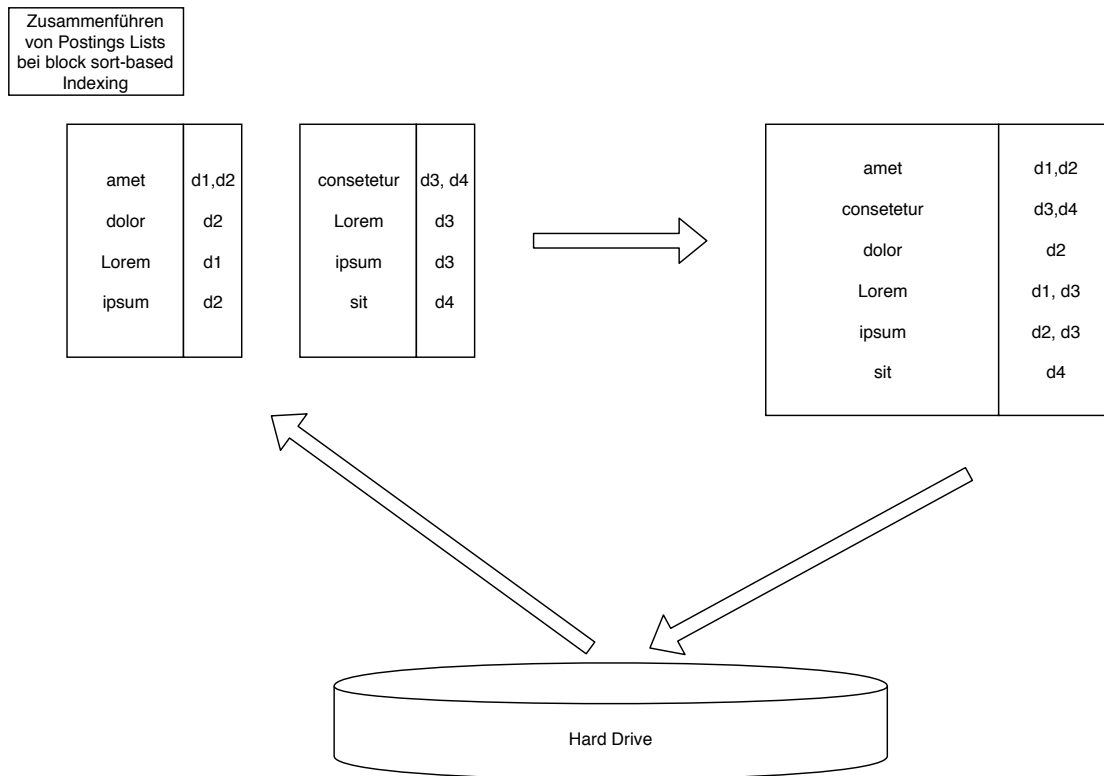 Zusammenführen
von Postings Lists
bei block sort-based
Indexing
amet d1,d2
dolor d2
Lorem d1
ipsum d2
consetetur d3, d4
Lorem d3
ipsum d3
sit d4
amet d1,d2
consetetur d3,d4
dolor d2
Lorem d1, d3
ipsum d2, d3
sit d4
Hard Drive